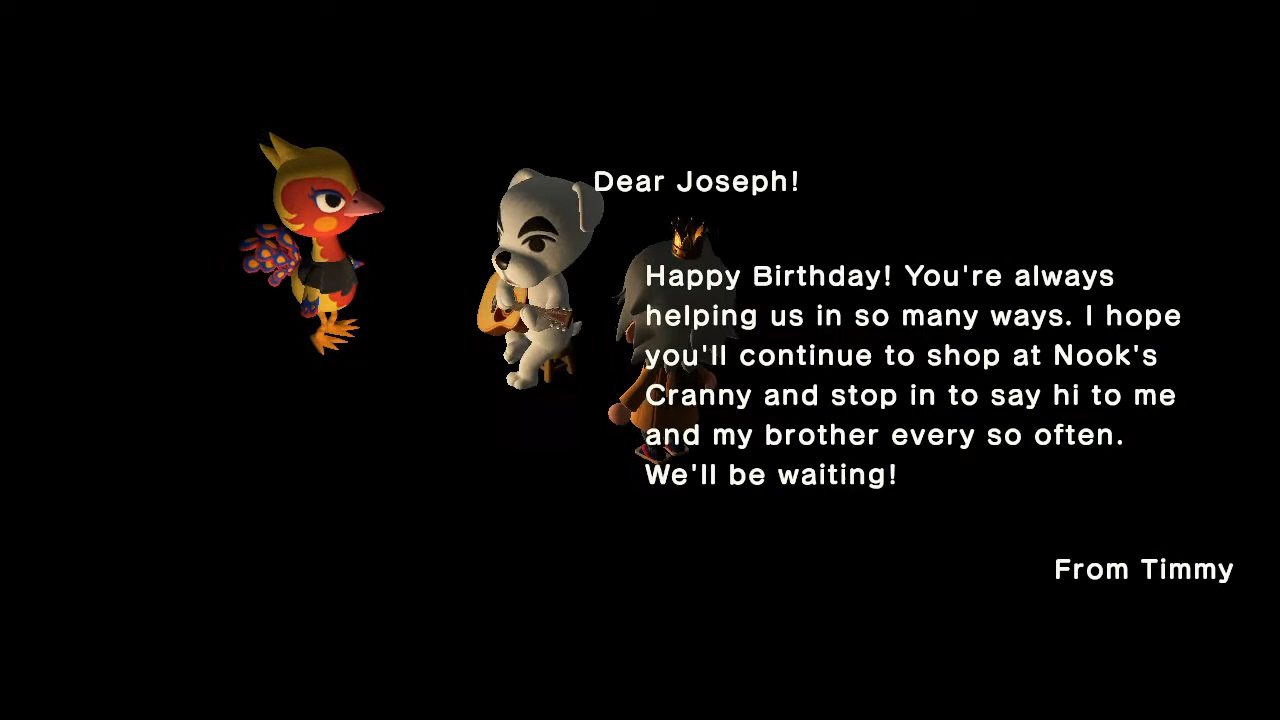 Dear Joseph!
Happy Birthday! You're always
helping us in so many ways. I hope
you'll continue to shop at Nook's
Cranny and stop in to say hi to me
and my brother every so often.
We'll be waiting!
From Timmy